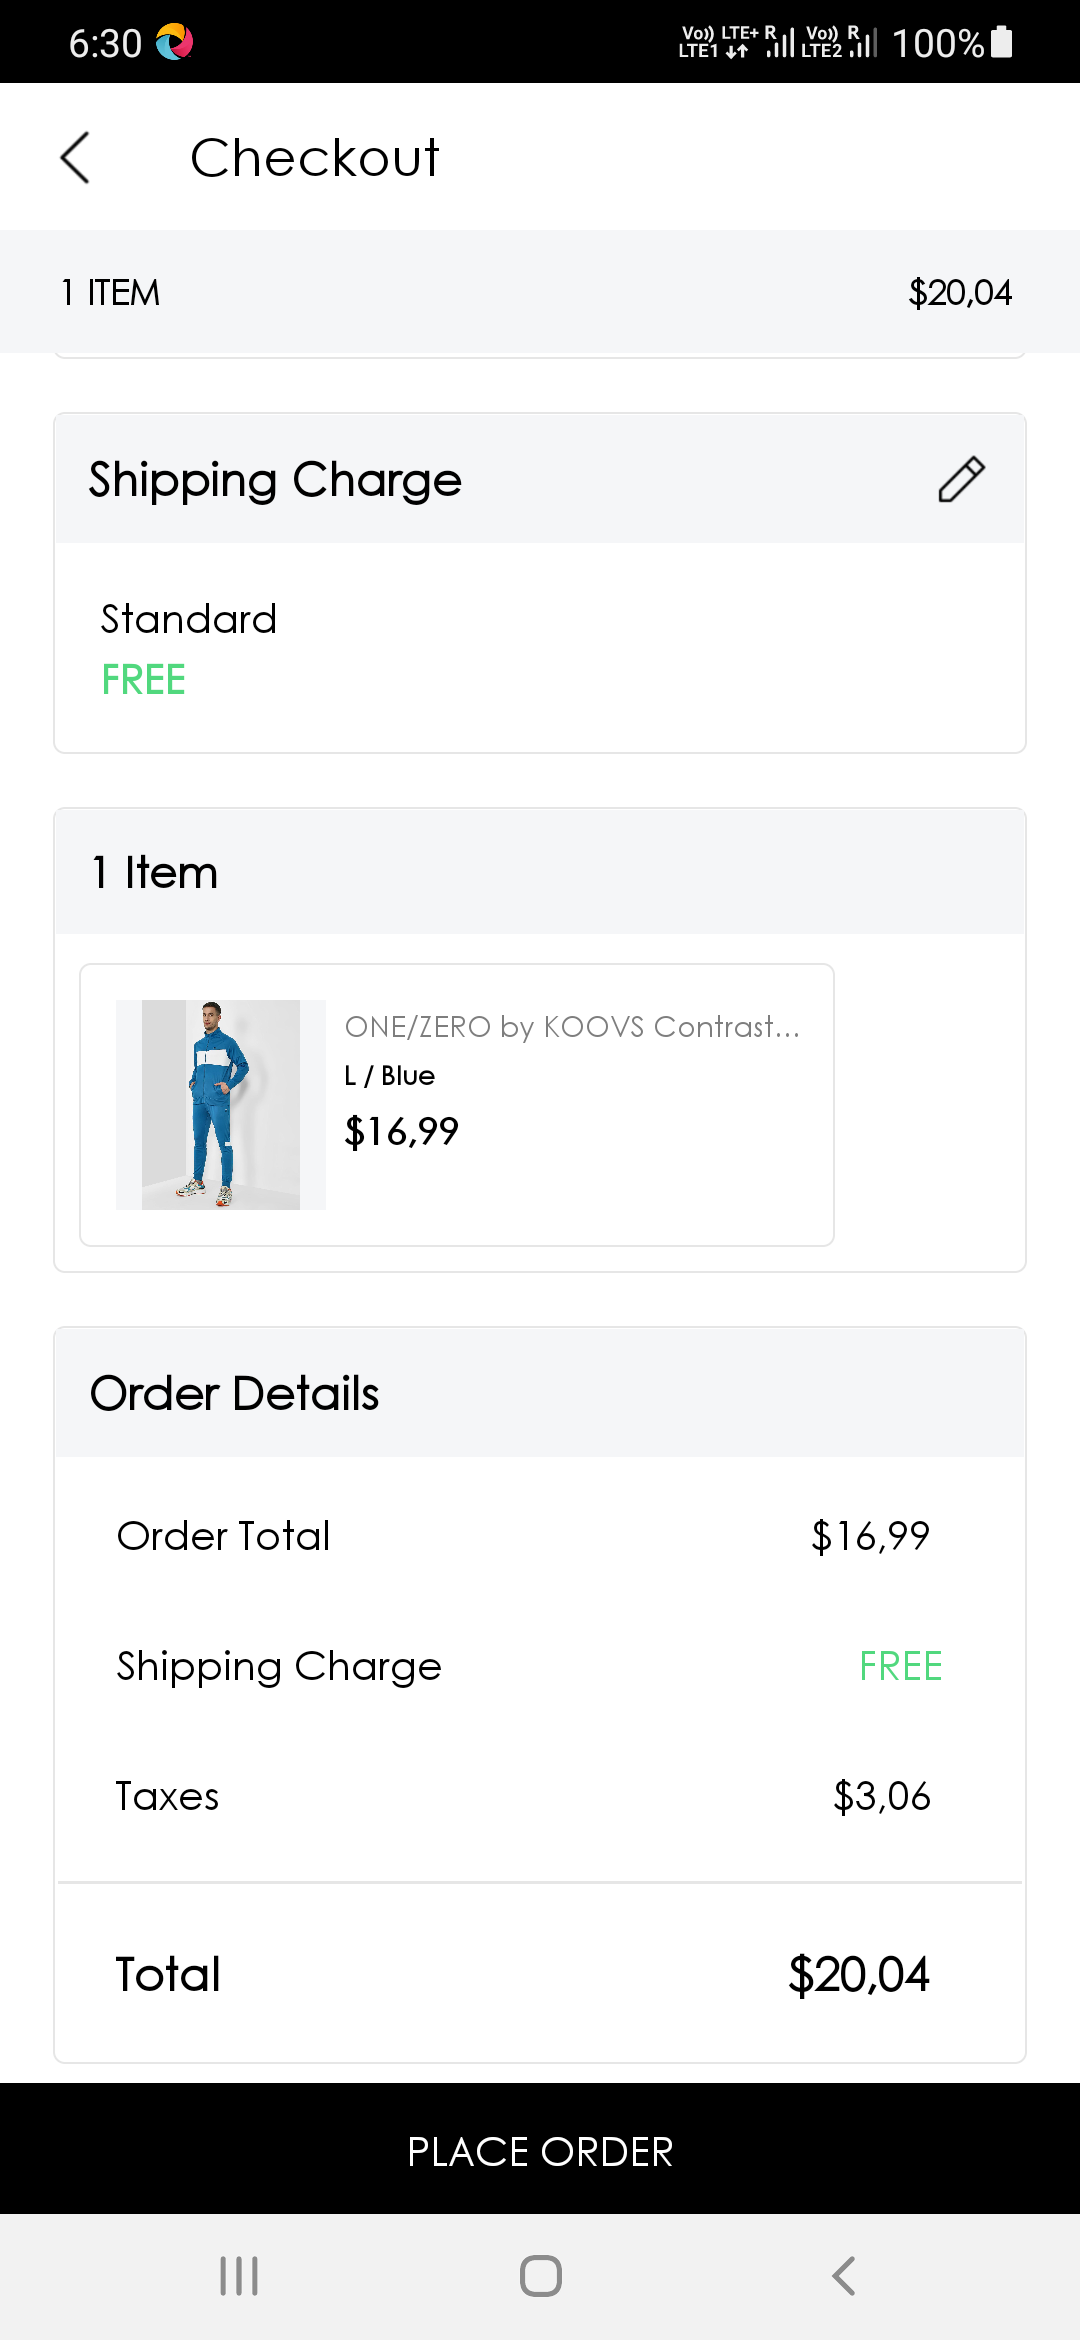 6:30
Vo)) LTE+ R Vo)) R
LTE1 LTE2 100%
Checkout
1 ITEM $20,04
Shipping Charge
Standard
FREE
1 Item
ONE/ZERO by KOOVS Contrast...
L / Blue
$16,99
Order Details
Order Total $16,99
Shipping Charge FREE
Taxes $3,06
Total $20,04
PLACE ORDER